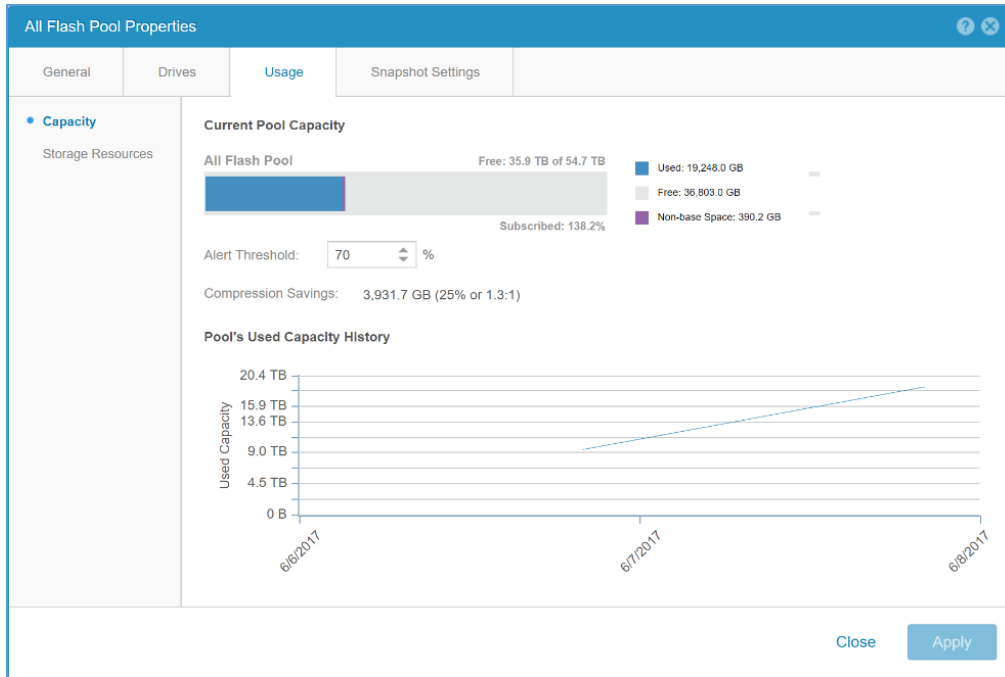 All Flash Pool Properties
General Drives Usage Snapshot Settings
Capacity
Storage Resources
Current Pool Capacity
All Flash Pool Free: 35.9 TB of 54.7 TB
Subscribed: 138.2%
Used: 19,248.0 GB
Free: 36,803.0 GB
Non-base Space: 390.2 GB
Alert Threshold: 70 %
Compression Savings: 3,931.7 GB (25% or 1.3:1)
Pool's Used Capacity History
Used Capacity
20.4 TB
15.9 TB
13.6 TB
9.0 TB
4.5 TB
0 B
6/6/2017 6/7/2017 6/8/2017
Close Apply